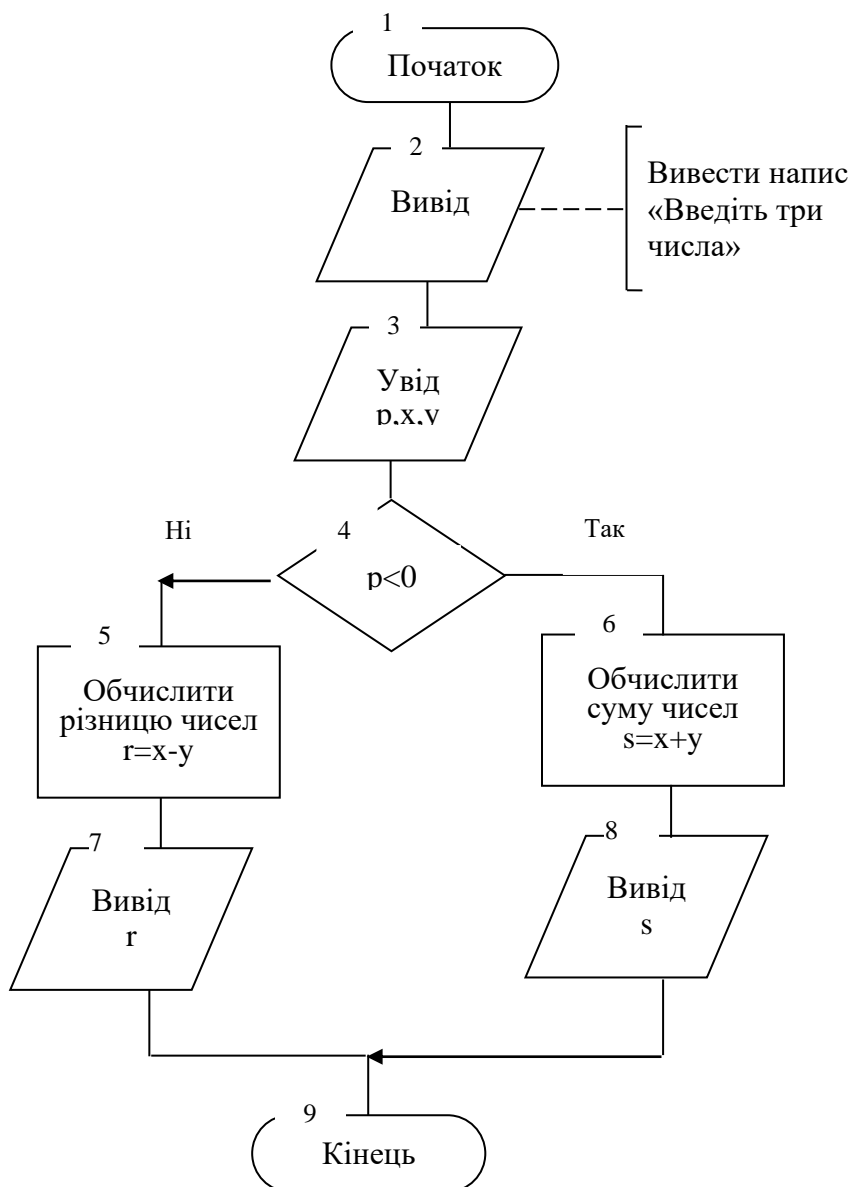 1
Початок
2
Вивід
Вивести напис
«Введіть три
числа»
3
Увід
p,x,y
4
Ні
Так
p<0
5
Обчислити
різницю чисел
r=x-y
6
Обчислити
суму чисел
s=x+y
7
Вивід
r
8
Вивід
s
9
Кінець